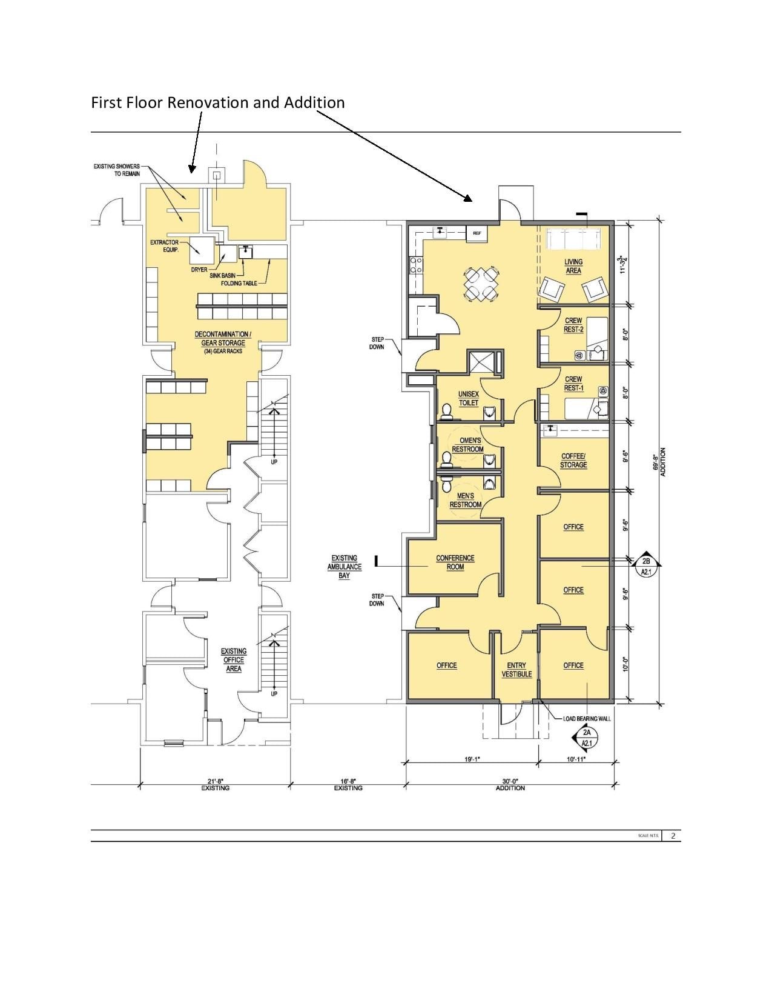 First Floor Renovation and Addition
EXISTING SHOWERS
TO REMAIN
EXTRACTOR
EQUIP.
DRYER
SINK BASIN
FOLDING TABLE
DECONTAMINATION /
GEAR STORAGE
(34) GEAR RACKS
UP
EXISTING
OFFICE
AREA
UP
EXISTING
AMBULANCE
BAY
STEP
DOWN
STEP
DOWN
REF
LIVING
AREA
CREW
REST-2
CREW
REST-1
UNISEX
TOILET
OMEN'S
RESTROOM
MEN'S
RESTROOM
COFFEE/
STORAGE
OFFICE
CONFERENCE
ROOM
OFFICE
OFFICE
ENTRY
VESTIBULE
OFFICE
LOAD BEARING WALL
2B
A2.1
2A
A2.1
11'-3¾"
8'-0"
8'-0"
9'-6"
9'-6"
9'-6"
10'-0"
69'-8"
ADDITION
19'-1"
10'-11"
21'-8"
EXISTING
16'-8"
EXISTING
30'-0"
ADDITION
SCALE: N.T.S.
2